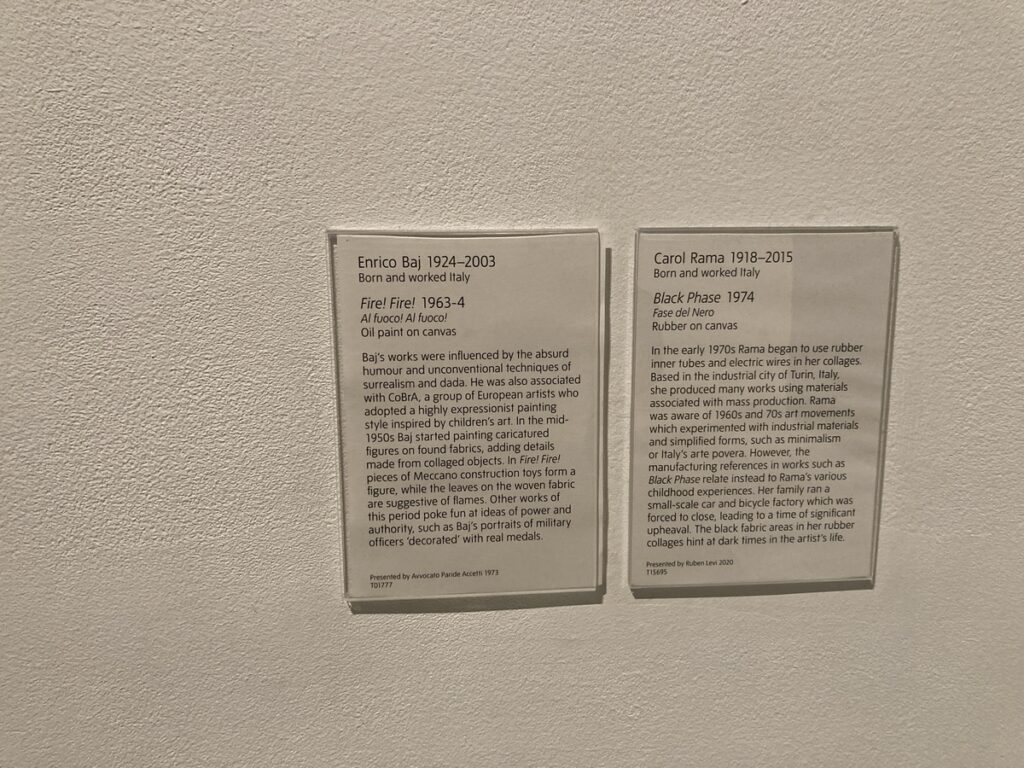 Enrico Baj 1924–2003
Born and worked Italy
Fire! Fire! 1963-4
Al fuoco! Al fuoco!
Oil paint on canvas
Baj's works were influenced by the absurd
humour and unconventional techniques of
surrealism and dada. He was also associated
with CoBrA, a group of European artists who
adopted a highly expressionist painting
style inspired by children's art. In the mid-
1950s Baj started painting caricatured
figures on found fabrics, adding details
made from collaged objects. In Fire! Fire!
pieces of Meccano construction toys form a
figure, while the leaves on the woven fabric
are suggestive of flames. Other works of
this period poke fun at ideas of power and
authority, such as Baj's portraits of military
officers 'decorated' with real medals.
Presented by Avvocato Paride Accetti 1973
T01777
Carol Rama 1918–2015
Born and worked Italy
Black Phase 1974
Fase del Nero
Rubber on canvas
In the early 1970s Rama began to use rubber
inner tubes and electric wires in her collages.
Based in the industrial city of Turin, Italy,
she produced many works using materials
associated with mass production. Rama
was aware of 1960s and 70s art movements
which experimented with industrial materials
and simplified forms, such as minimalism
or Italy's arte povera. However, the
manufacturing references in works such as
Black Phase relate instead to Rama's various
childhood experiences. Her family ran a
small-scale car and bicycle factory which was
forced to close, leading to a time of significant
upheaval. The black fabric areas in her rubber
collages hint at dark times in the artist's life.
Presented by Ruben Levi 2020
T15695